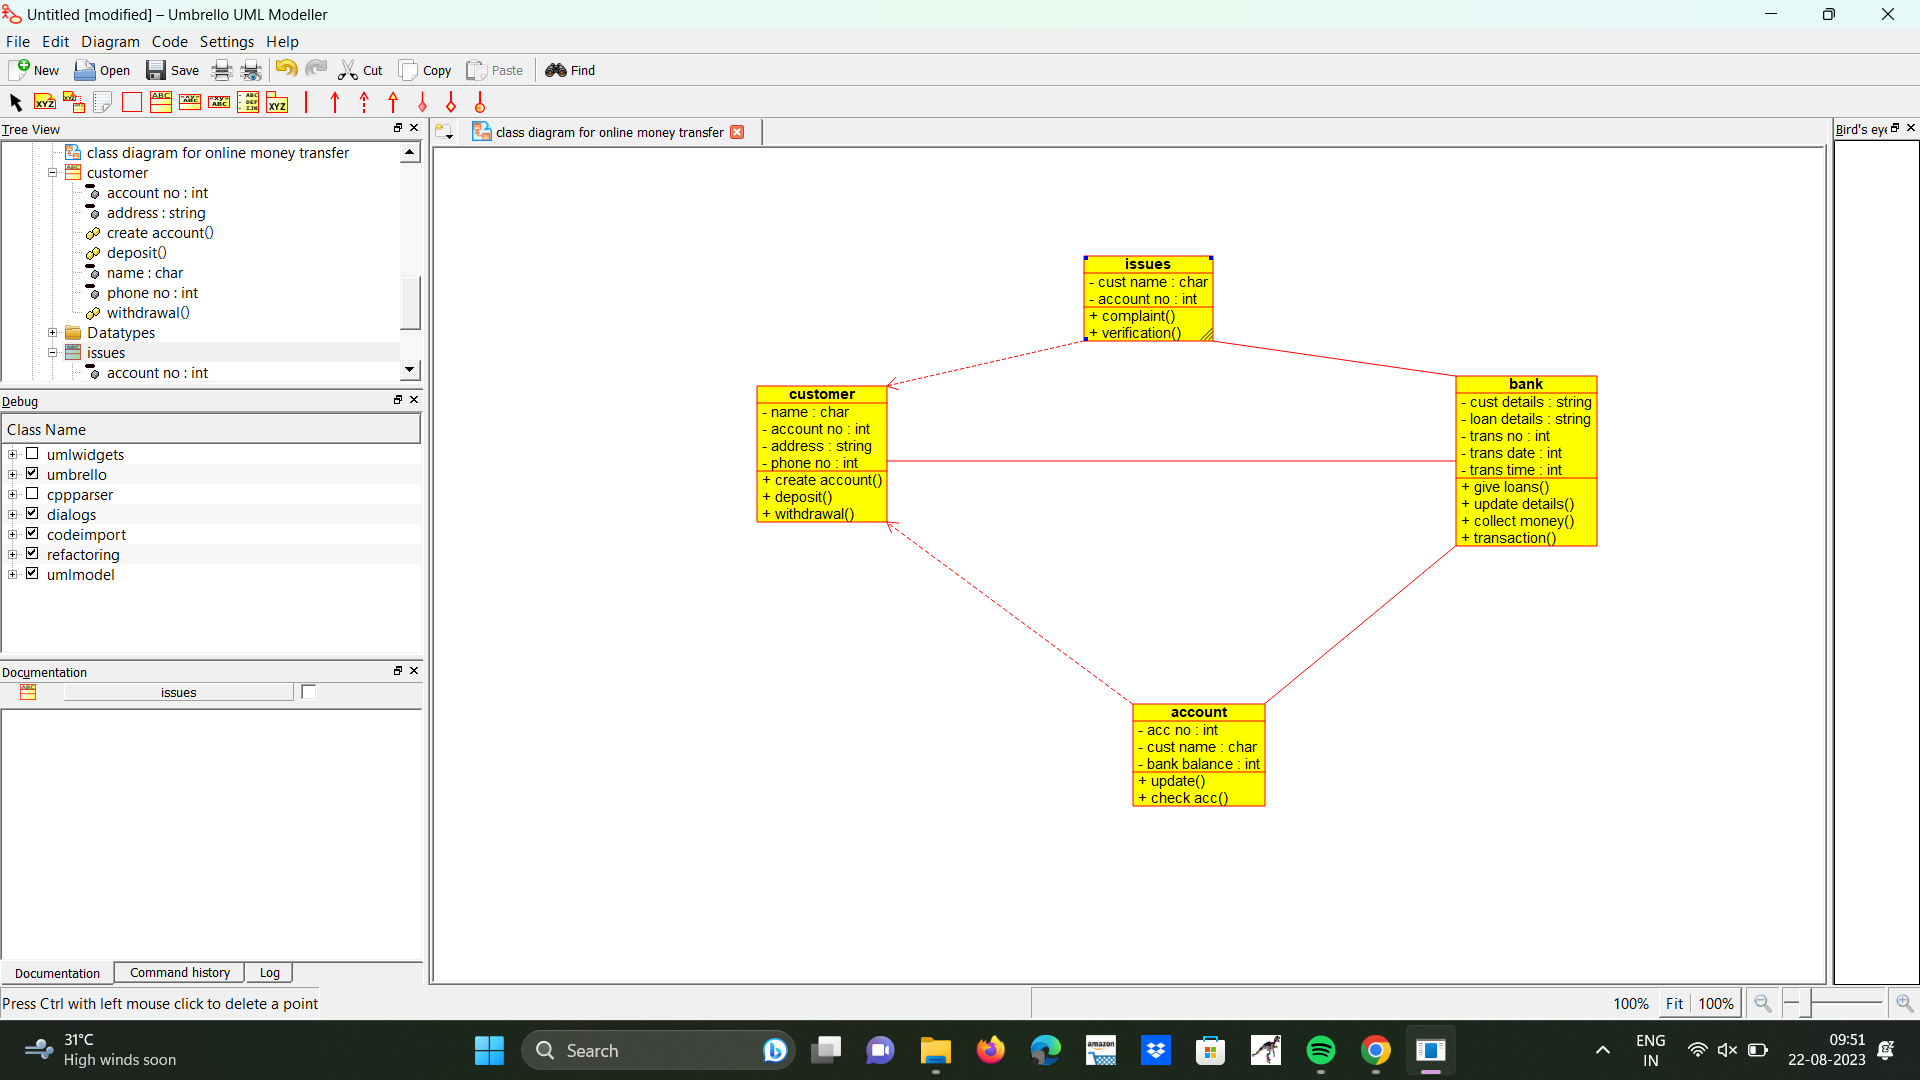 Untitled [modified] – Umbrello UML Modeller
File Edit Diagram Code Settings Help
New Open Save Cut Copy Paste Find
Tree View
class diagram for online money transfer
customer
account no : int
address : string
create account()
deposit()
name : char
phone no : int
withdrawal()
Datatypes
issues
account no : int
Debug
Class Name
umlwidgets
umbrello
cppparser
dialogs
codeimport
refactoring
umlmodel
Documentation
issues
Documentation Command history Log
Press Ctrl with left mouse click to delete a point
class diagram for online money transfer
Bird's eye
issues
- cust name : char
- account no : int
+ complaint()
+ verification()
customer
- name : char
- account no : int
- address : string
- phone no : int
+ create account()
+ deposit()
+ withdrawal()
bank
- cust details : string
- loan details : string
- trans no : int
- trans date : int
- trans time : int
+ give loans()
+ update details()
+ collect money()
+ transaction()
account
- acc no : int
- cust name : char
- bank balance : int
+ update()
+ check acc()
100% Fit 100%
31°C
High winds soon
Search
amazon
ENG
IN
09:51
22-08-2023